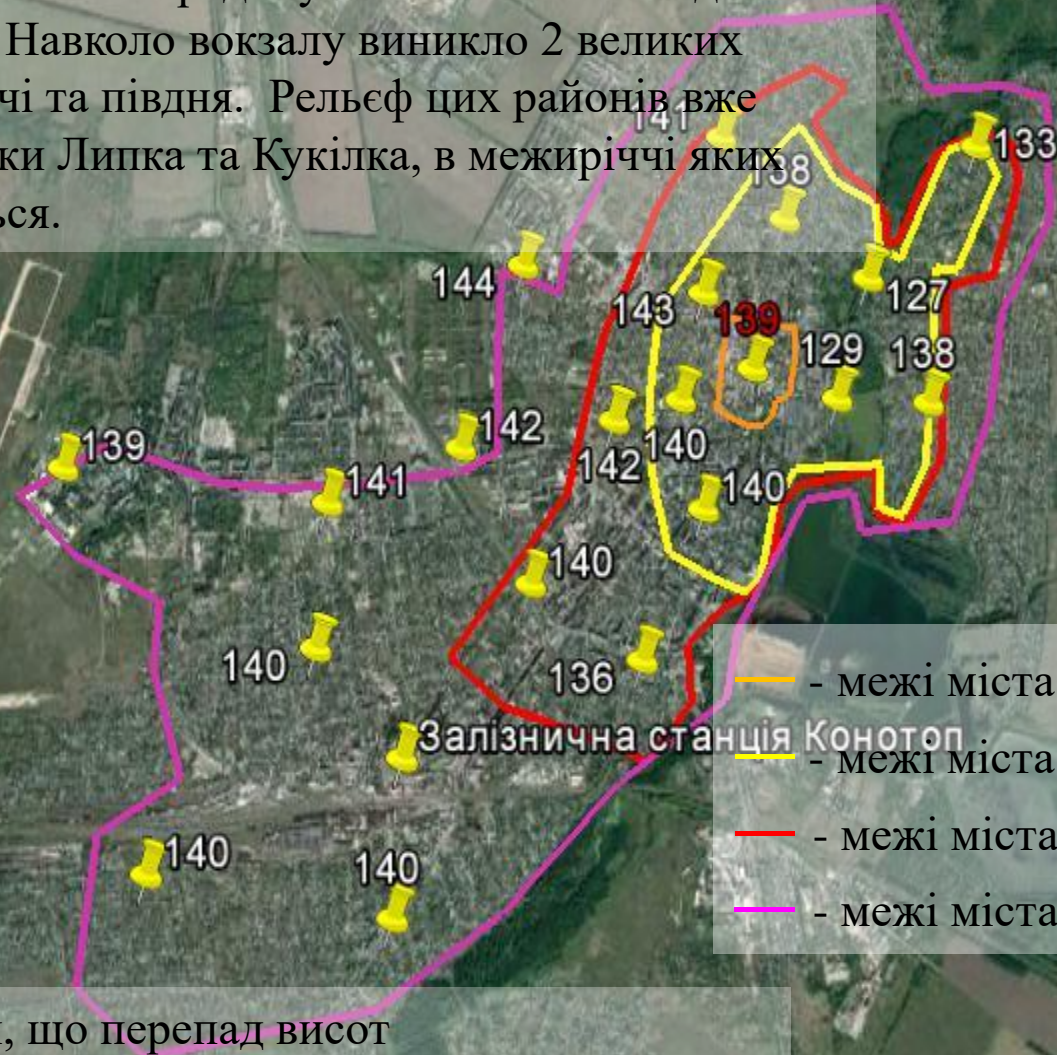 Навколо вокзалу виникло 2 великих
чі та півдня. Рельєф цих районів вже
ки Липка та Кукілка, в межиріччі яких
ься.
141
133
138
144
127
143
139
129
138
139
142
142
140
141
140
140
140
136
Залізнична станція Конотоп
140
140
- межі міста
- межі міста
- межі міста
- межі міста
, що перепад висот